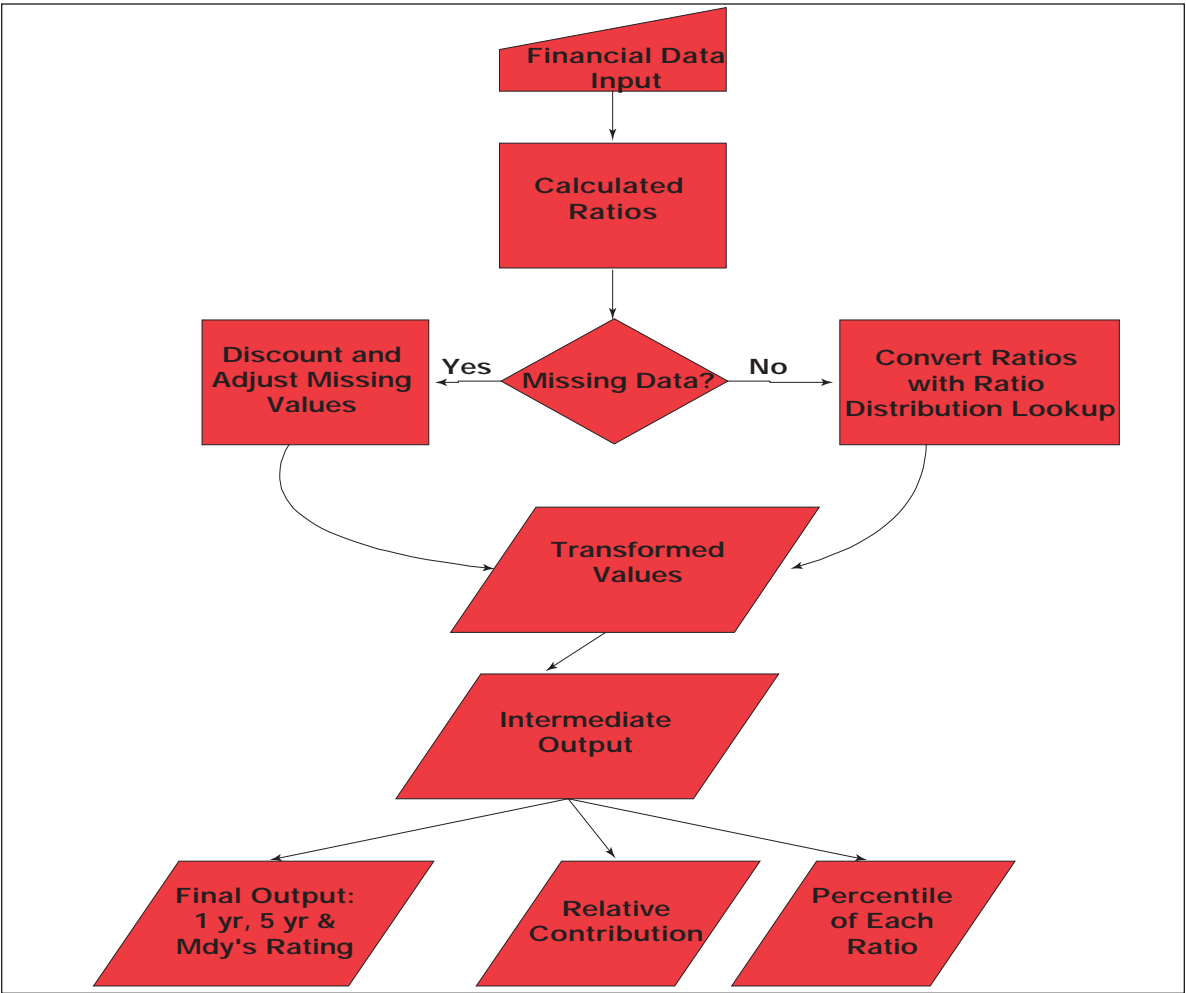 Financial Data
Input
Calculated
Ratios
Discount and
Adjust Missing
Values
Yes
Missing Data?
No
Convert Ratios
with Ratio
Distribution Lookup
Transformed
Values
Intermediate
Output
Final Output:
1 yr, 5 yr &
Mdy's Rating
Relative
Contribution
Percentile
of Each
Ratio